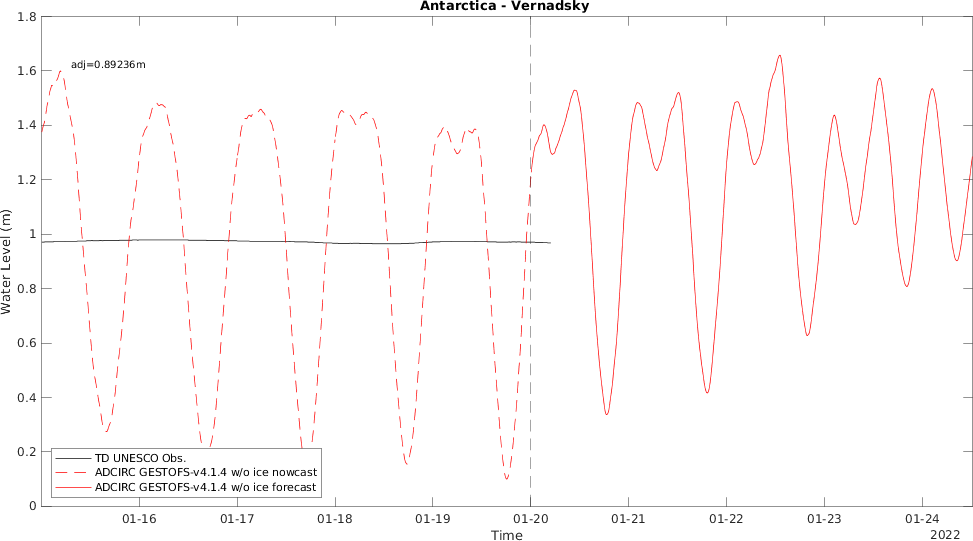 Antarctica - Vernadsky
1.8
1.6
1.4
1.2
1
0.8
0.6
0.4
0.2
0
Water Level (m)
adj=0.89236m
TD UNESCO Obs.
ADCIRC GESTOFS-v4.1.4 w/o ice nowcast
ADCIRC GESTOFS-v4.1.4 w/o ice forecast
01-16 01-17 01-18 01-19 01-20 01-21 01-22 01-23 01-24
Time
2022